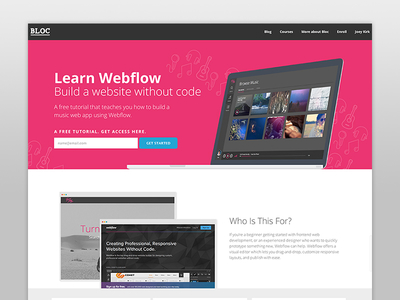 BLOC
Blog Courses More about Bloc Enroll Joey Kirk
Learn Webflow
Build a website without code
A free tutorial that teaches you how to build a
music web app using Webflow.
A FREE TUTORIAL. GET ACCESS HERE.
GET STARTED
Browse Music
Who Is This For?
If you're a beginner getting started with frontend web
development, or an experienced designer who wants to quickly
prototype something new, Webflow can help. Webflow offers a
visual editor which lets you drag-and-drop, customize responsive
layouts, and publish with ease.
Turn
webflow
Creating Professional, Responsive
Websites Without Code.